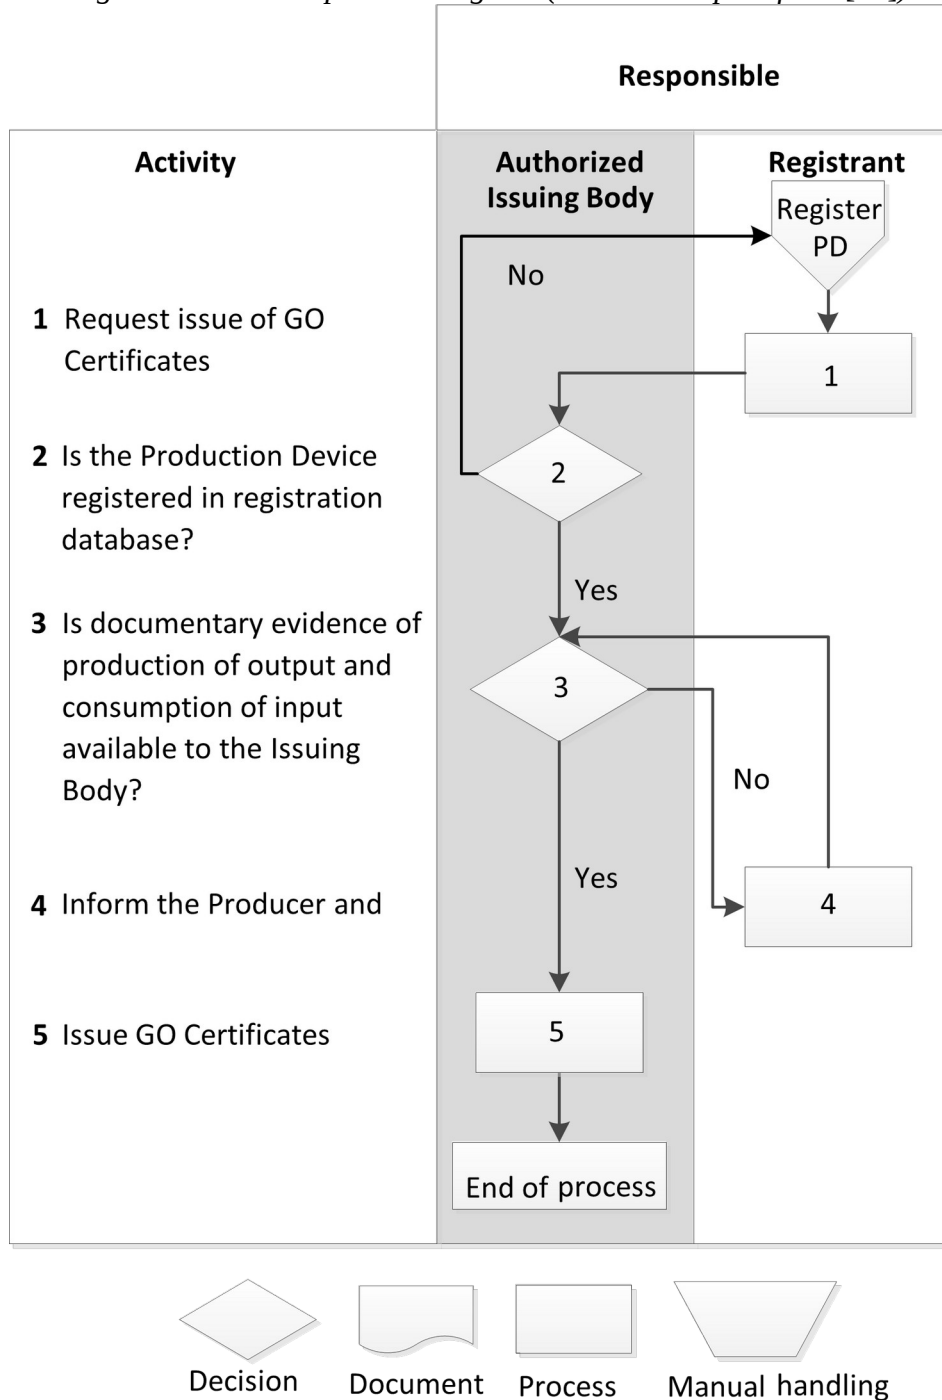 Responsible
Activity
Authorized
Issuing Body
Registrant
Register
PD
No
1 Request issue of GO
Certificates
1
2 Is the Production Device
registered in registration
database?
2
Yes
3 Is documentary evidence of
production of output and
consumption of input
available to the Issuing
Body?
3
No
Yes
4 Inform the Producer and
4
5 Issue GO Certificates
5
End of process
Decision
Document
Process
Manual handling